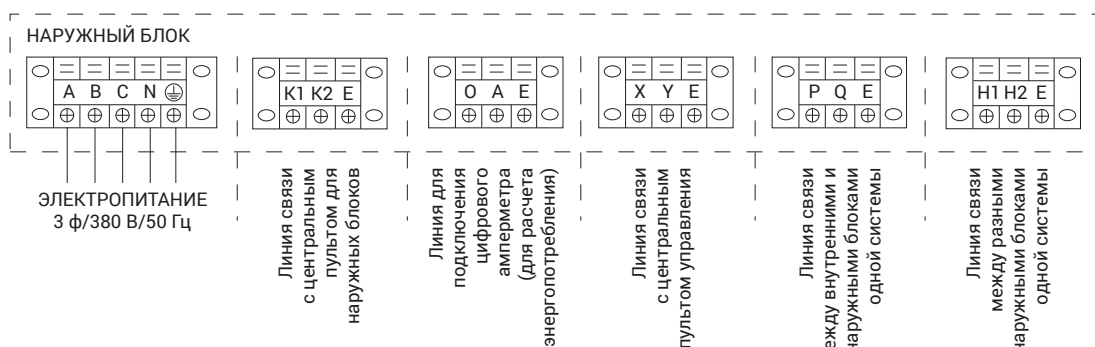 НАРУЖНЫЙ БЛОК
A B C N
K1 K2 E
O A E
X Y E
P Q E
H1 H2 E
ЭЛЕКТРОПИТАНИЕ
3 ф/380 В/50 Гц
Линия связи
с центральным
пультом для
наружных блоков
Линия для
подключения
цифрового
амперметра
(для расчета
энергопотребления)
Линия связи
с центральным
пультом управления
Линия связи
ежду внутренними и
наружными блоками
одной системы
Линия связи
между разными
наружными блоками
одной системы